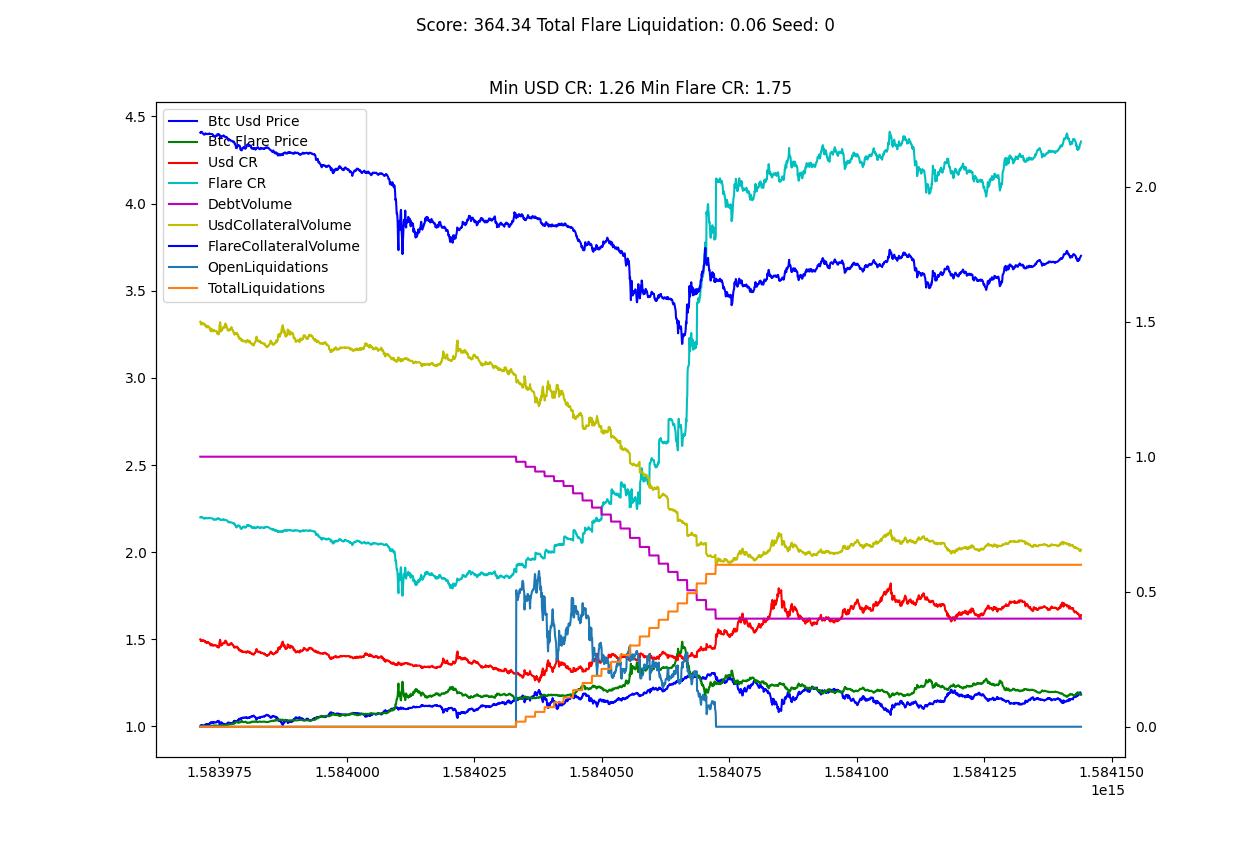 Score: 364.34 Total Flare Liquidation: 0.06 Seed: 0
Min USD CR: 1.26 Min Flare CR: 1.75
Btc Usd Price
Btc Flare Price
Usd CR
Flare CR
DebtVolume
UsdCollateralVolume
FlareCollateralVolume
OpenLiquidations
TotalLiquidations
4.5
4.0
3.5
3.0
2.5
2.0
1.5
1.0
2.0
1.5
1.0
0.5
0.0
1.583975 1.584000 1.584025 1.584050 1.584075 1.584100 1.584125 1.584150
1e15